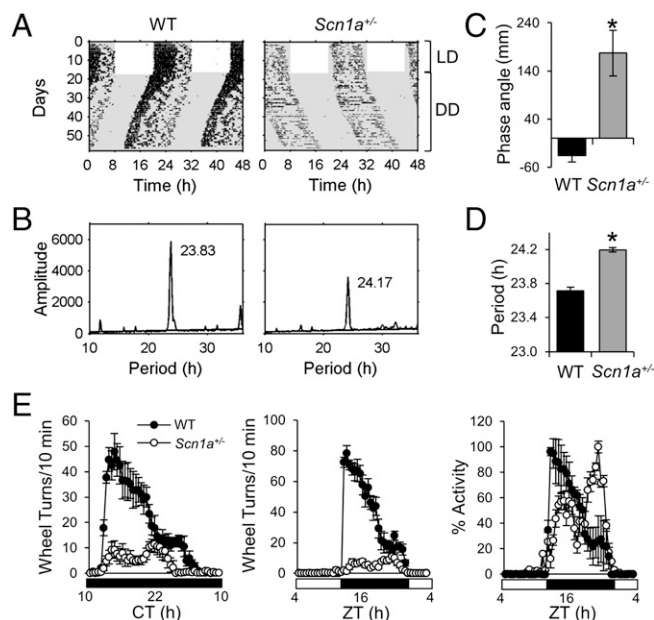 A WT Scn1a+/-
Days
0
10
20
30
40
50
LD
DD
0 8 16 24 32 40 48
Time (h)
0 8 16 24 32 40 48
Time (h)
B
Amplitude
6000
4000
2000
0
23.83
24.17
10 20 30
Period (h)
10 20 30
Period (h)
C
Phase angle (mm)
240
140
40
-60
*
WT Scn1a+/-
D
Period (h)
24.2
23.8
23.4
23.0
*
WT Scn1a+/-
E
Wheel Turns/10 min
60
50
40
30
20
10
0
WT
Scn1a+/-
10 22 10
CT (h)
Wheel Turns/10 min
100
80
60
40
20
0
4 16 4
ZT (h)
% Activity
120
100
80
60
40
20
0
4 16 4
ZT (h)